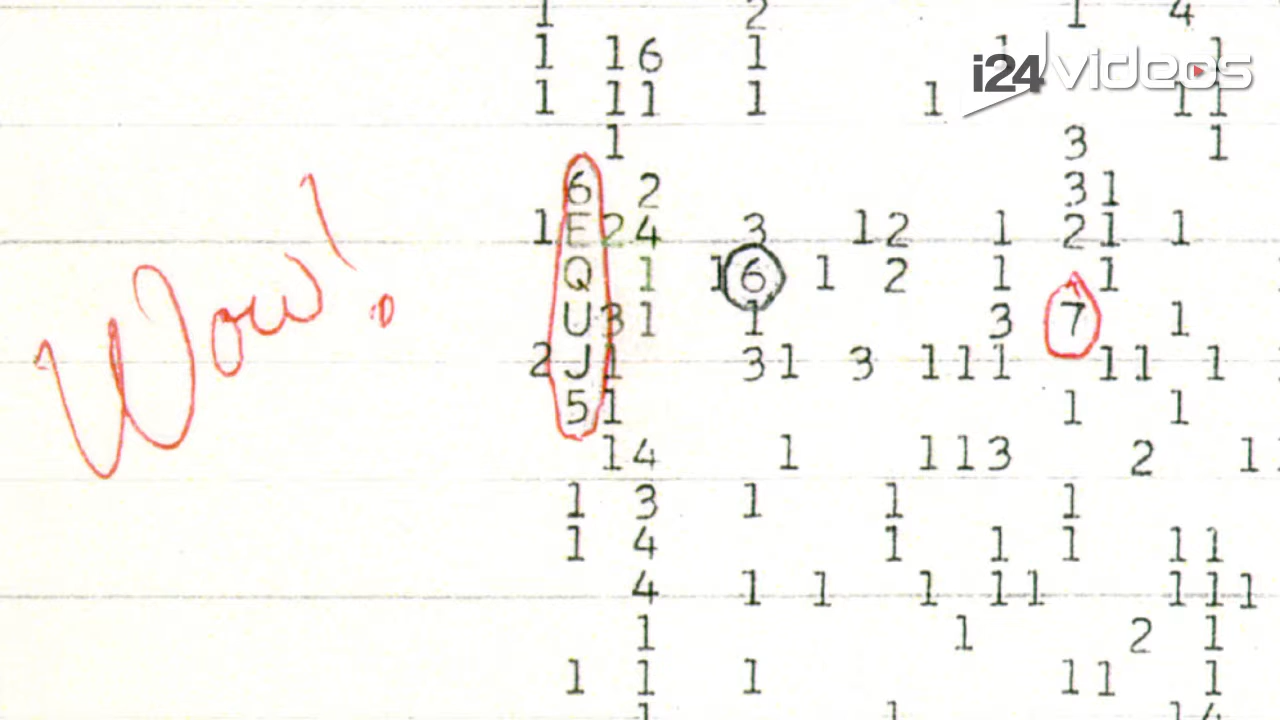 1 2 1 4
1 16 1 1 1
i24 videos
1 11 1 1 11
1 3 1
6 2 31
1E24 3 12 1 21 1
Q 1 16 1 2 1 1
U31 1 3 7 1
2J1 31 3 111 11 1
51 1 1
14 1 113 2 1
1 3 1 1 1
1 4 1 1 1 11
4 1 1 1 11 111
1 1 2 1
1 1 1 11 1
Wow!